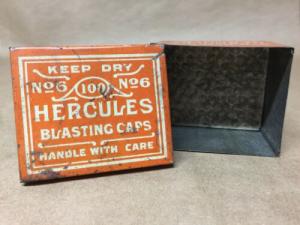 KEEP DRY
No6 100 No6
HERCULES
BLASTING CAPS
HANDLE WITH CARE